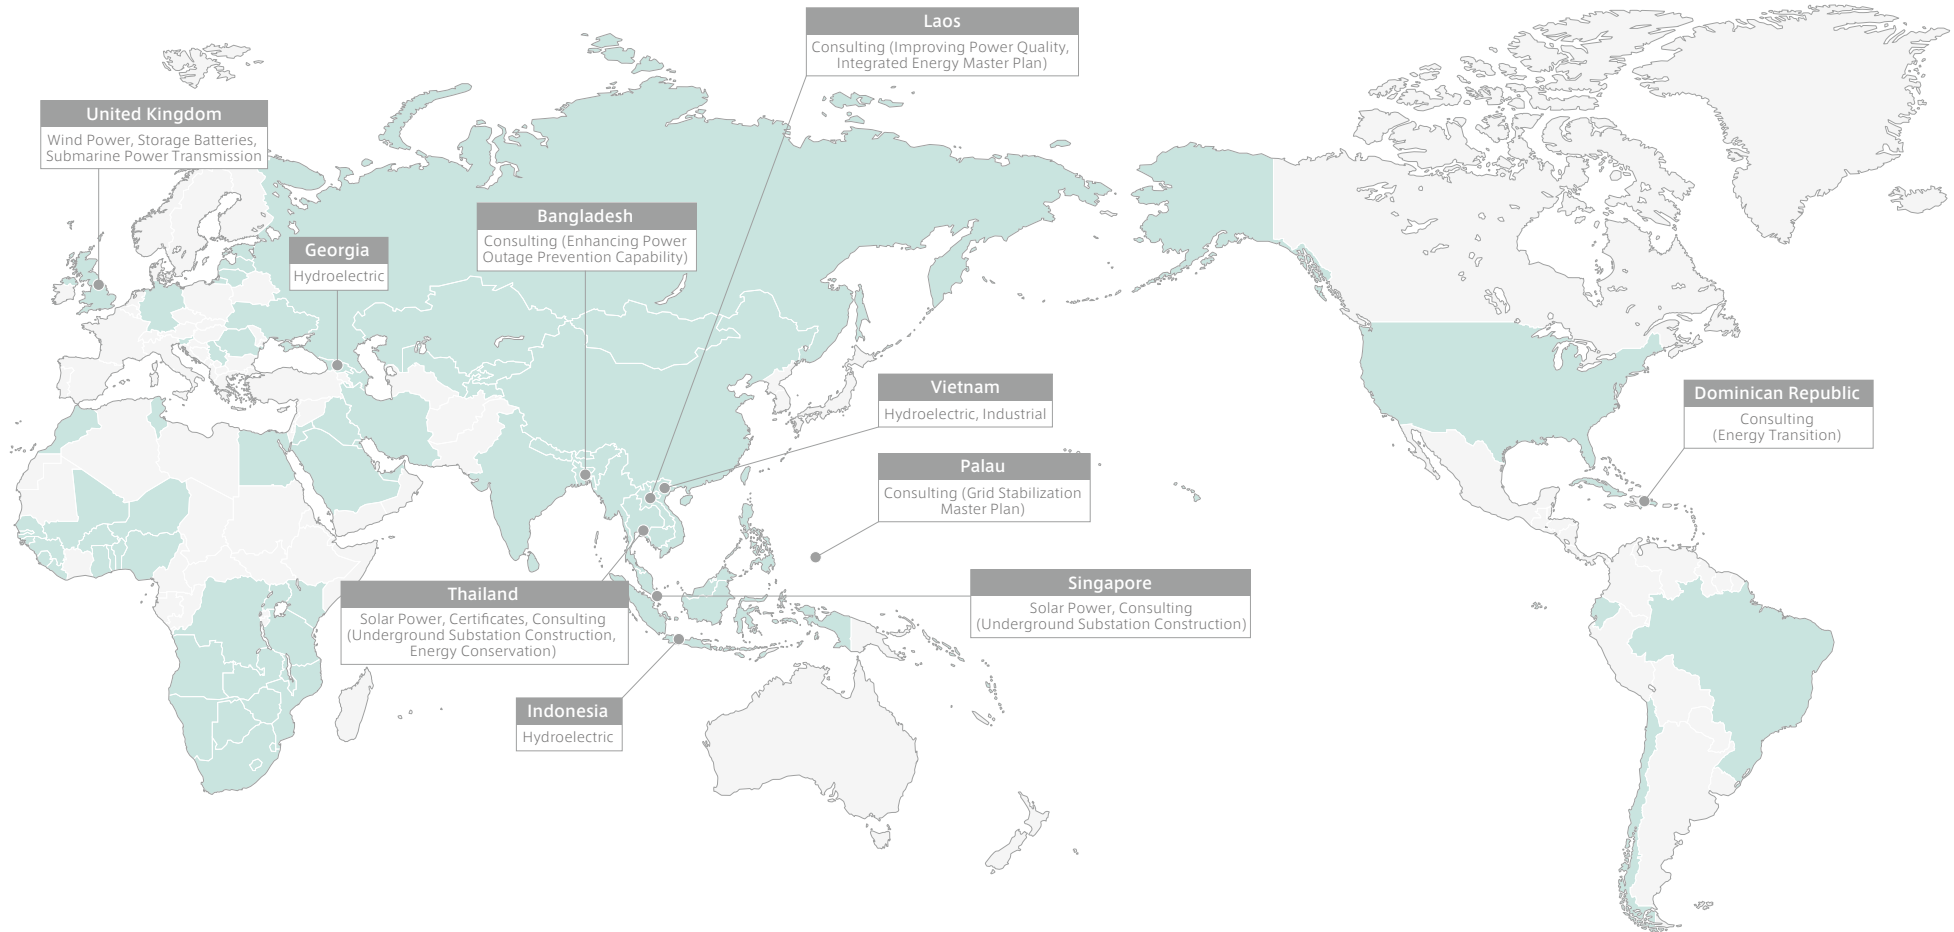 Laos
Consulting (Improving Power Quality,
Integrated Energy Master Plan)
United Kingdom
Wind Power, Storage Batteries,
Submarine Power Transmission
Bangladesh
Consulting (Enhancing Power
Outage Prevention Capability)
Georgia
Hydroelectric
Vietnam
Hydroelectric, Industrial
Dominican Republic
Consulting
(Energy Transition)
Palau
Consulting (Grid Stabilization
Master Plan)
Singapore
Solar Power, Consulting
(Underground Substation Construction)
Thailand
Solar Power, Certificates, Consulting
(Underground Substation Construction,
Energy Conservation)
Indonesia
Hydroelectric